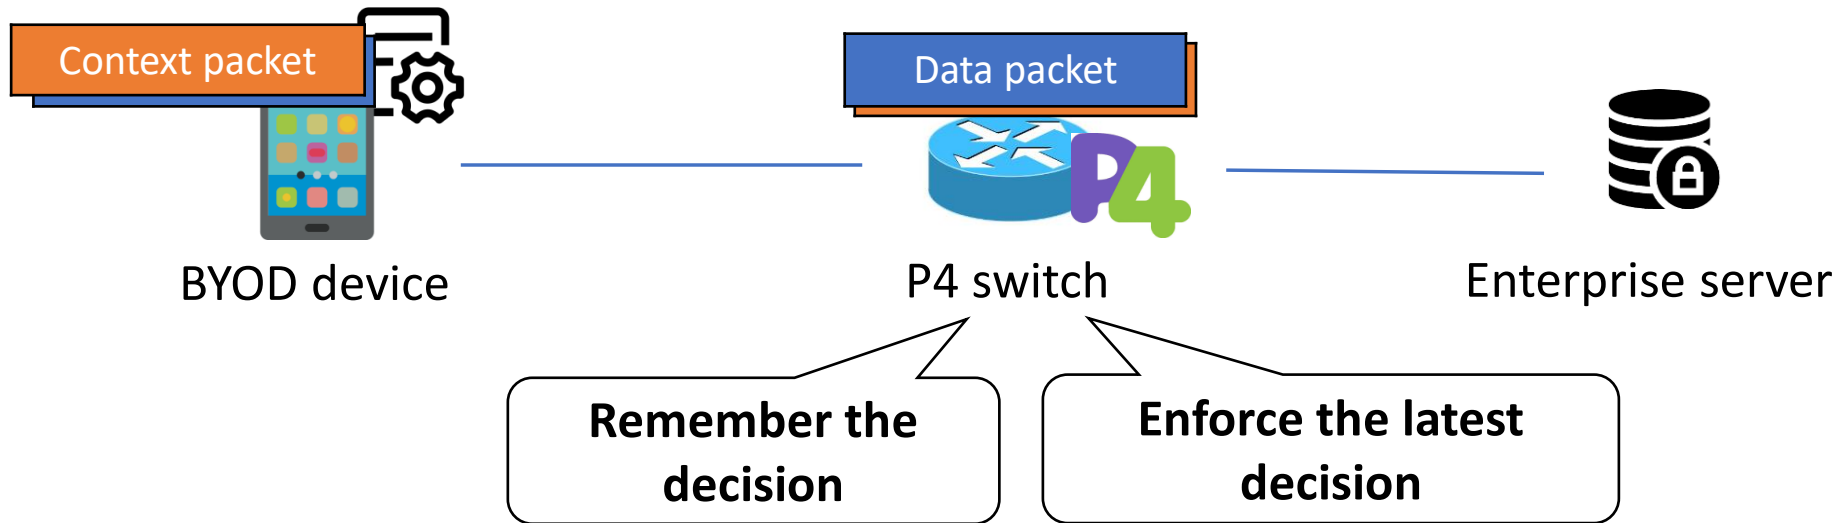 Context packet
Data packet
P4
BYOD device
P4 switch
Enterprise server
Remember the
decision
Enforce the latest
decision